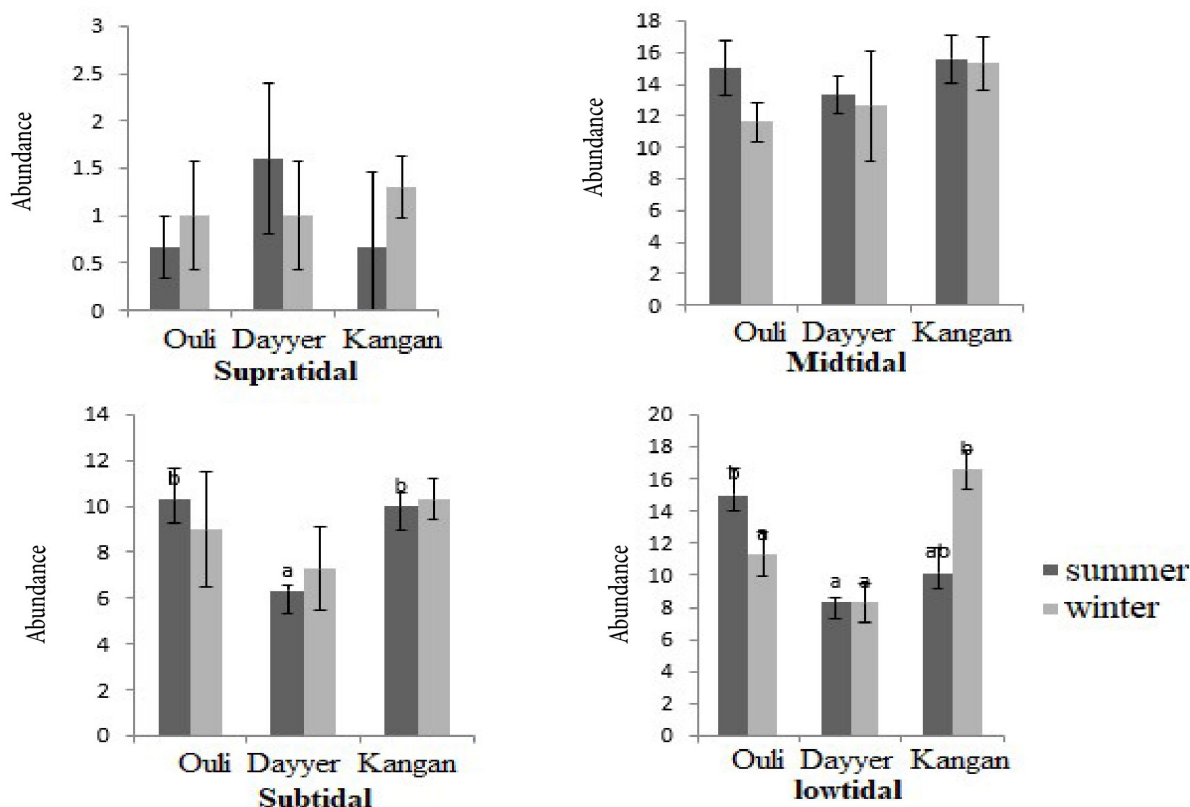 Abundance
3
2.5
2
1.5
1
0.5
0
Ouli Dayyer Kangan
Supratidal
Abundance
18
16
14
12
10
8
6
4
2
0
Ouli Dayyer Kangan
Midtidal
Abundance
14
12
10
8
6
4
2
0
b
a
b
Ouli Dayyer Kangan
Subtidal
Abundance
20
18
16
14
12
10
8
6
4
2
0
b
a
a a
ab
b
Ouli Dayyer Kangan
lowtidal
summer
winter